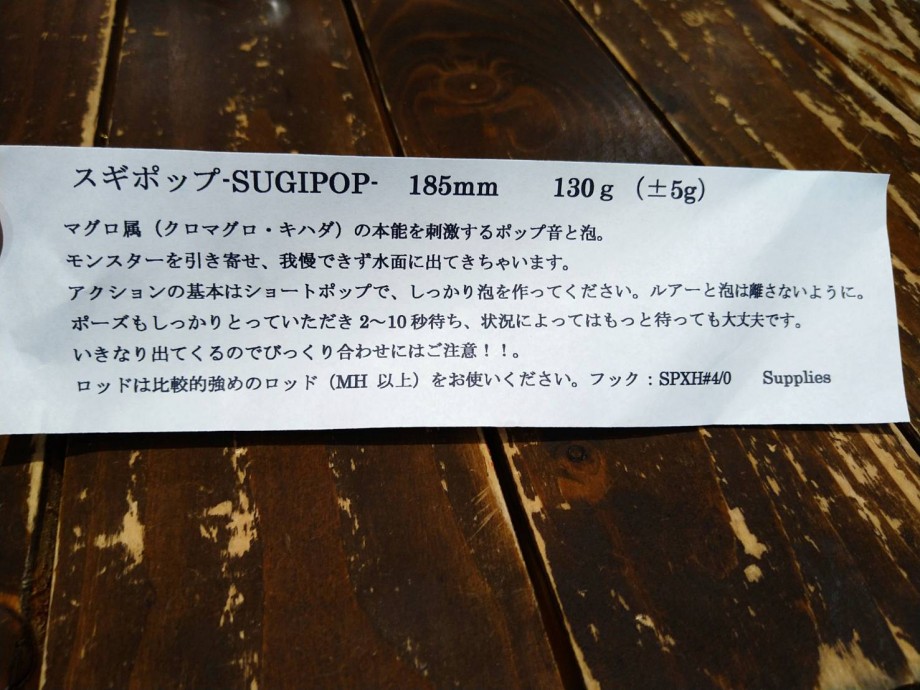 スギポップ-SUGIPOP- 185mm 130g (±5g)
マグロ属（クロマグロ・キハダ）の本能を刺激するポップ音と泡。
モンスターを引き寄せ、我慢できず水面に出てきちゃいます。
アクションの基本はショートポップで、しっかり泡を作ってください。ルアーと泡は離さないように。
ポーズもしっかりとっていただき2～10秒待ち、状況によってはもっと待っても大丈夫です。
いきなり出てくるのでびっくり合わせにはご注意！！。
ロッドは比較的強めのロッド（MH 以上）をお使いください。フック：SPXH#4/0 Supplies